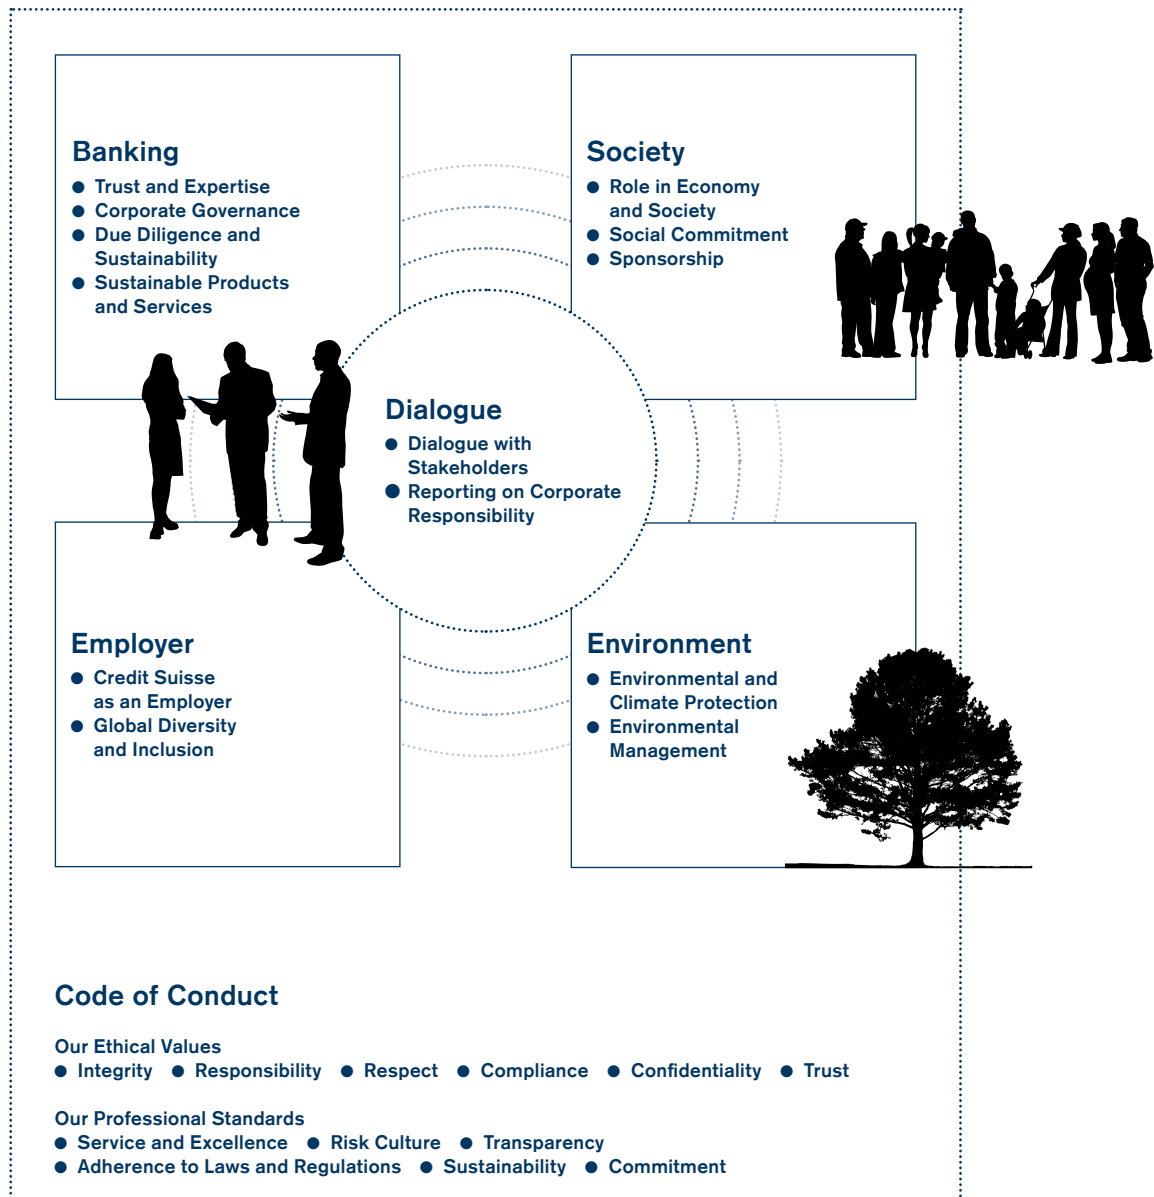 Banking
● Trust and Expertise
● Corporate Governance
● Due Diligence and
Sustainability
● Sustainable Products
and Services
Society
● Role in Economy
and Society
● Social Commitment
● Sponsorship
Dialogue
● Dialogue with
Stakeholders
● Reporting on Corporate
Responsibility
Employer
● Credit Suisse
as an Employer
● Global Diversity
and Inclusion
Environment
● Environmental and
Climate Protection
● Environmental
Management
Code of Conduct
Our Ethical Values
● Integrity ● Responsibility ● Respect ● Compliance ● Confidentiality ● Trust
Our Professional Standards
● Service and Excellence ● Risk Culture ● Transparency
● Adherence to Laws and Regulations ● Sustainability ● Commitment